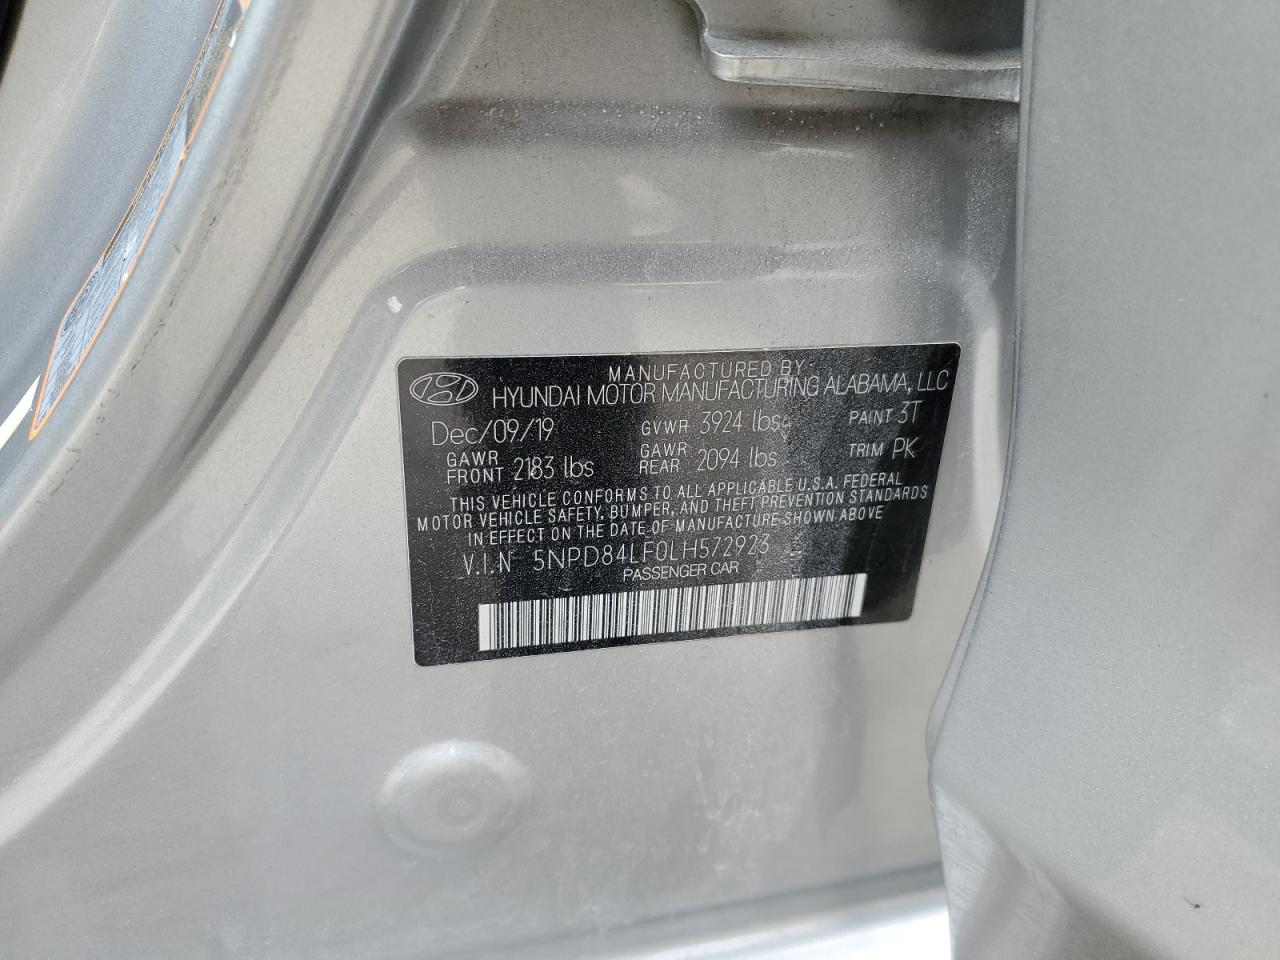 MANUFACTURED BY
HYUNDAI MOTOR MANUFACTURING ALABAMA, LLC
Dec/09/19 GVWR 3924 lbs PAINT 3T
GAWR FRONT 2183 lbs GAWR REAR 2094 lbs TRIM PK
THIS VEHICLE CONFORMS TO ALL APPLICABLE U.S.A. FEDERAL
MOTOR VEHICLE SAFETY, BUMPER, AND THEFT PREVENTION STANDARDS
IN EFFECT ON THE DATE OF MANUFACTURE SHOWN ABOVE
V.I.N 5NPD84LF0LH572923
PASSENGER CAR